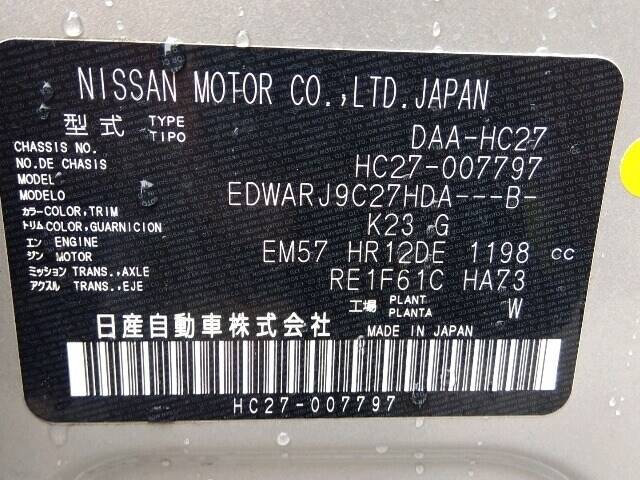 NISSAN MOTOR CO.,LTD.JAPAN
型式 TYPE TIPO DAA-HC27
CHASSIS NO. NO.DE CHASIS HC27-007797
MODEL MODELO EDWARJ9C27HDA---B-
カラー COLOR,TRIM トリム COLOR,GUARNICION K23 G
エン ENGINE ジン MOTOR EM57 HR12DE 1198 CC
ミッション TRANS.,AXLE アクスル TRANS.,EJE RE1F61C HA73
工場 PLANT PLANTA W
日産自動車株式会社 MADE IN JAPAN
HC27-007797